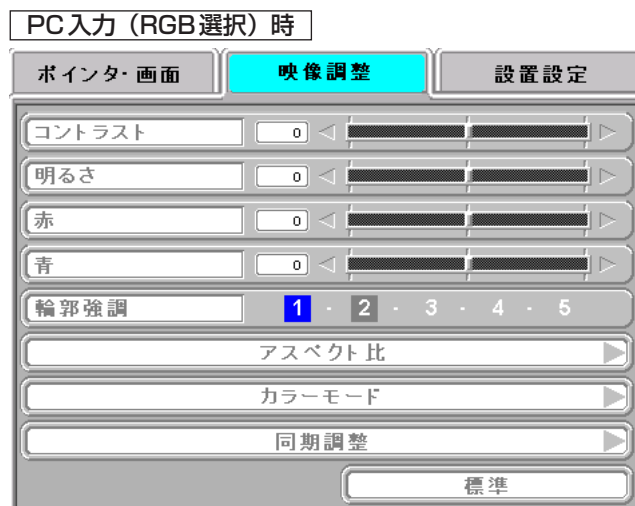 PC入力（RGB選択）時
ポインタ・画面 映像調整 設置設定
コントラスト 0
明るさ 0
赤 0
青 0
輪郭強調 1 - 2 - 3 - 4 - 5
アスペクト比
カラーモード
同期調整
標準